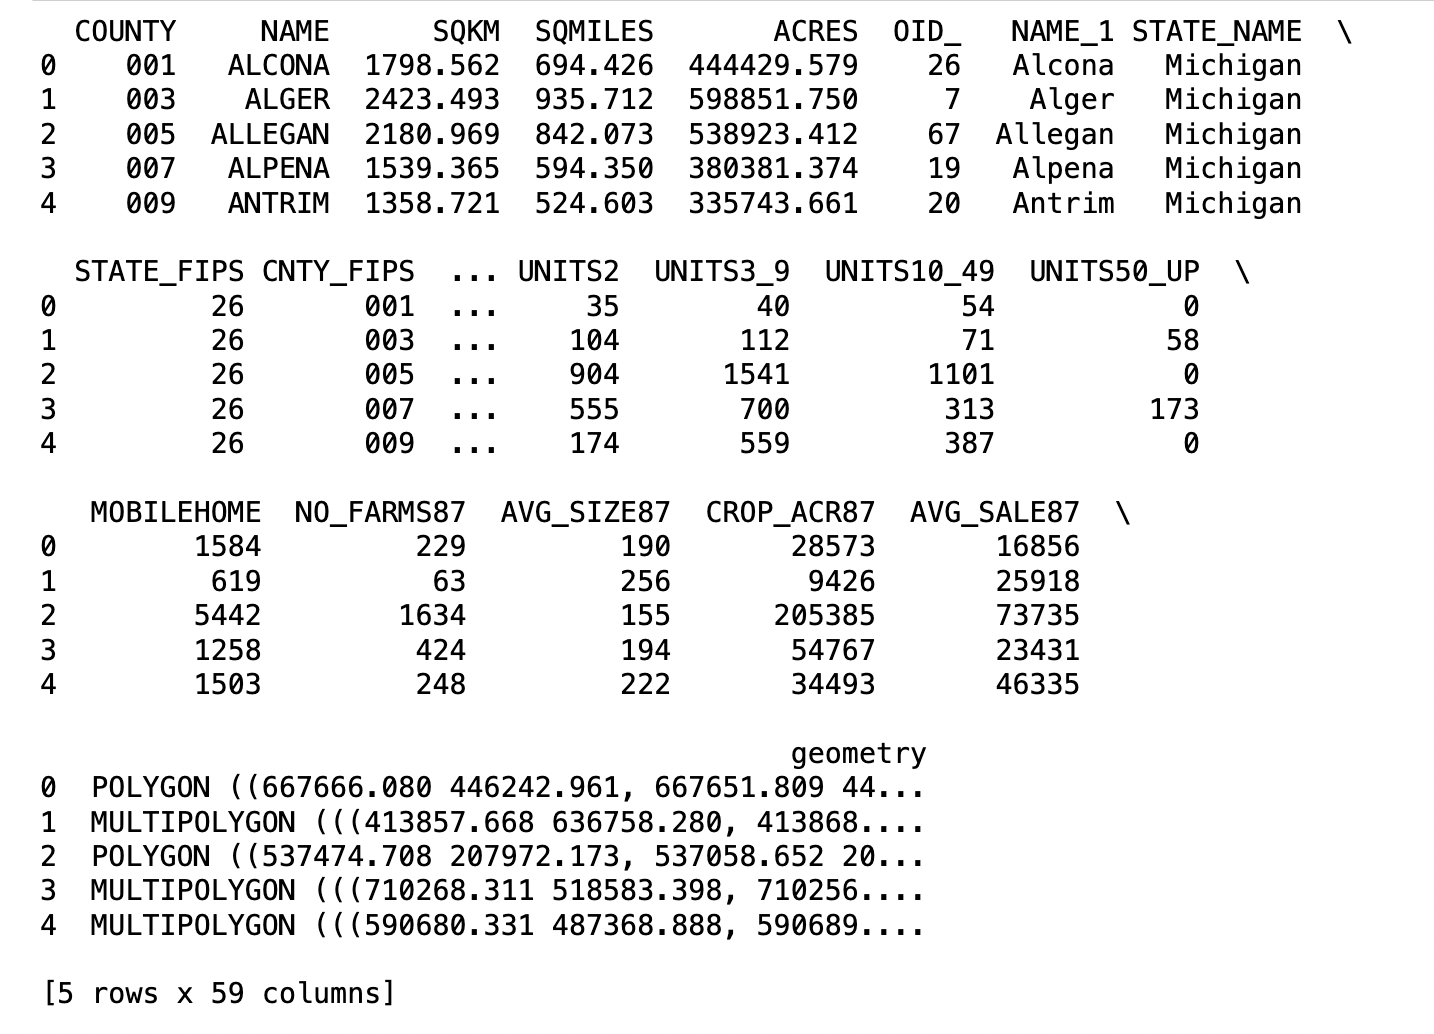 COUNTY NAME SQKM SQMILES ACRES OID_ NAME_1 STATE_NAME \
0 001 ALCONA 1798.562 694.426 444429.579 26 Alcona Michigan
1 003 ALGER 2423.493 935.712 598851.750 7 Alger Michigan
2 005 ALLEGAN 2180.969 842.073 538923.412 67 Allegan Michigan
3 007 ALPENA 1539.365 594.350 380381.374 19 Alpena Michigan
4 009 ANTRIM 1358.721 524.603 335743.661 20 Antrim Michigan
STATE_FIPS CNTY_FIPS ... UNITS2 UNITS3_9 UNITS10_49 UNITS50_UP \
0 26 001 ... 35 40 54 0
1 26 003 ... 104 112 71 58
2 26 005 ... 904 1541 1101 0
3 26 007 ... 555 700 313 173
4 26 009 ... 174 559 387 0
MOBILEHOME NO_FARMS87 AVG_SIZE87 CROP_ACR87 AVG_SALE87 \
0 1584 229 190 28573 16856
1 619 63 256 9426 25918
2 5442 1634 155 205385 73735
3 1258 424 194 54767 23431
4 1503 248 222 34493 46335
geometry
0 POLYGON ((667666.080 446242.961, 667651.809 44...
1 MULTIPOLYGON (((413857.668 636758.280, 413868....
2 POLYGON ((537474.708 207972.173, 537058.652 20...
3 MULTIPOLYGON (((710268.311 518583.398, 710256....
4 MULTIPOLYGON (((590680.331 487368.888, 590689....
[5 rows x 59 columns]